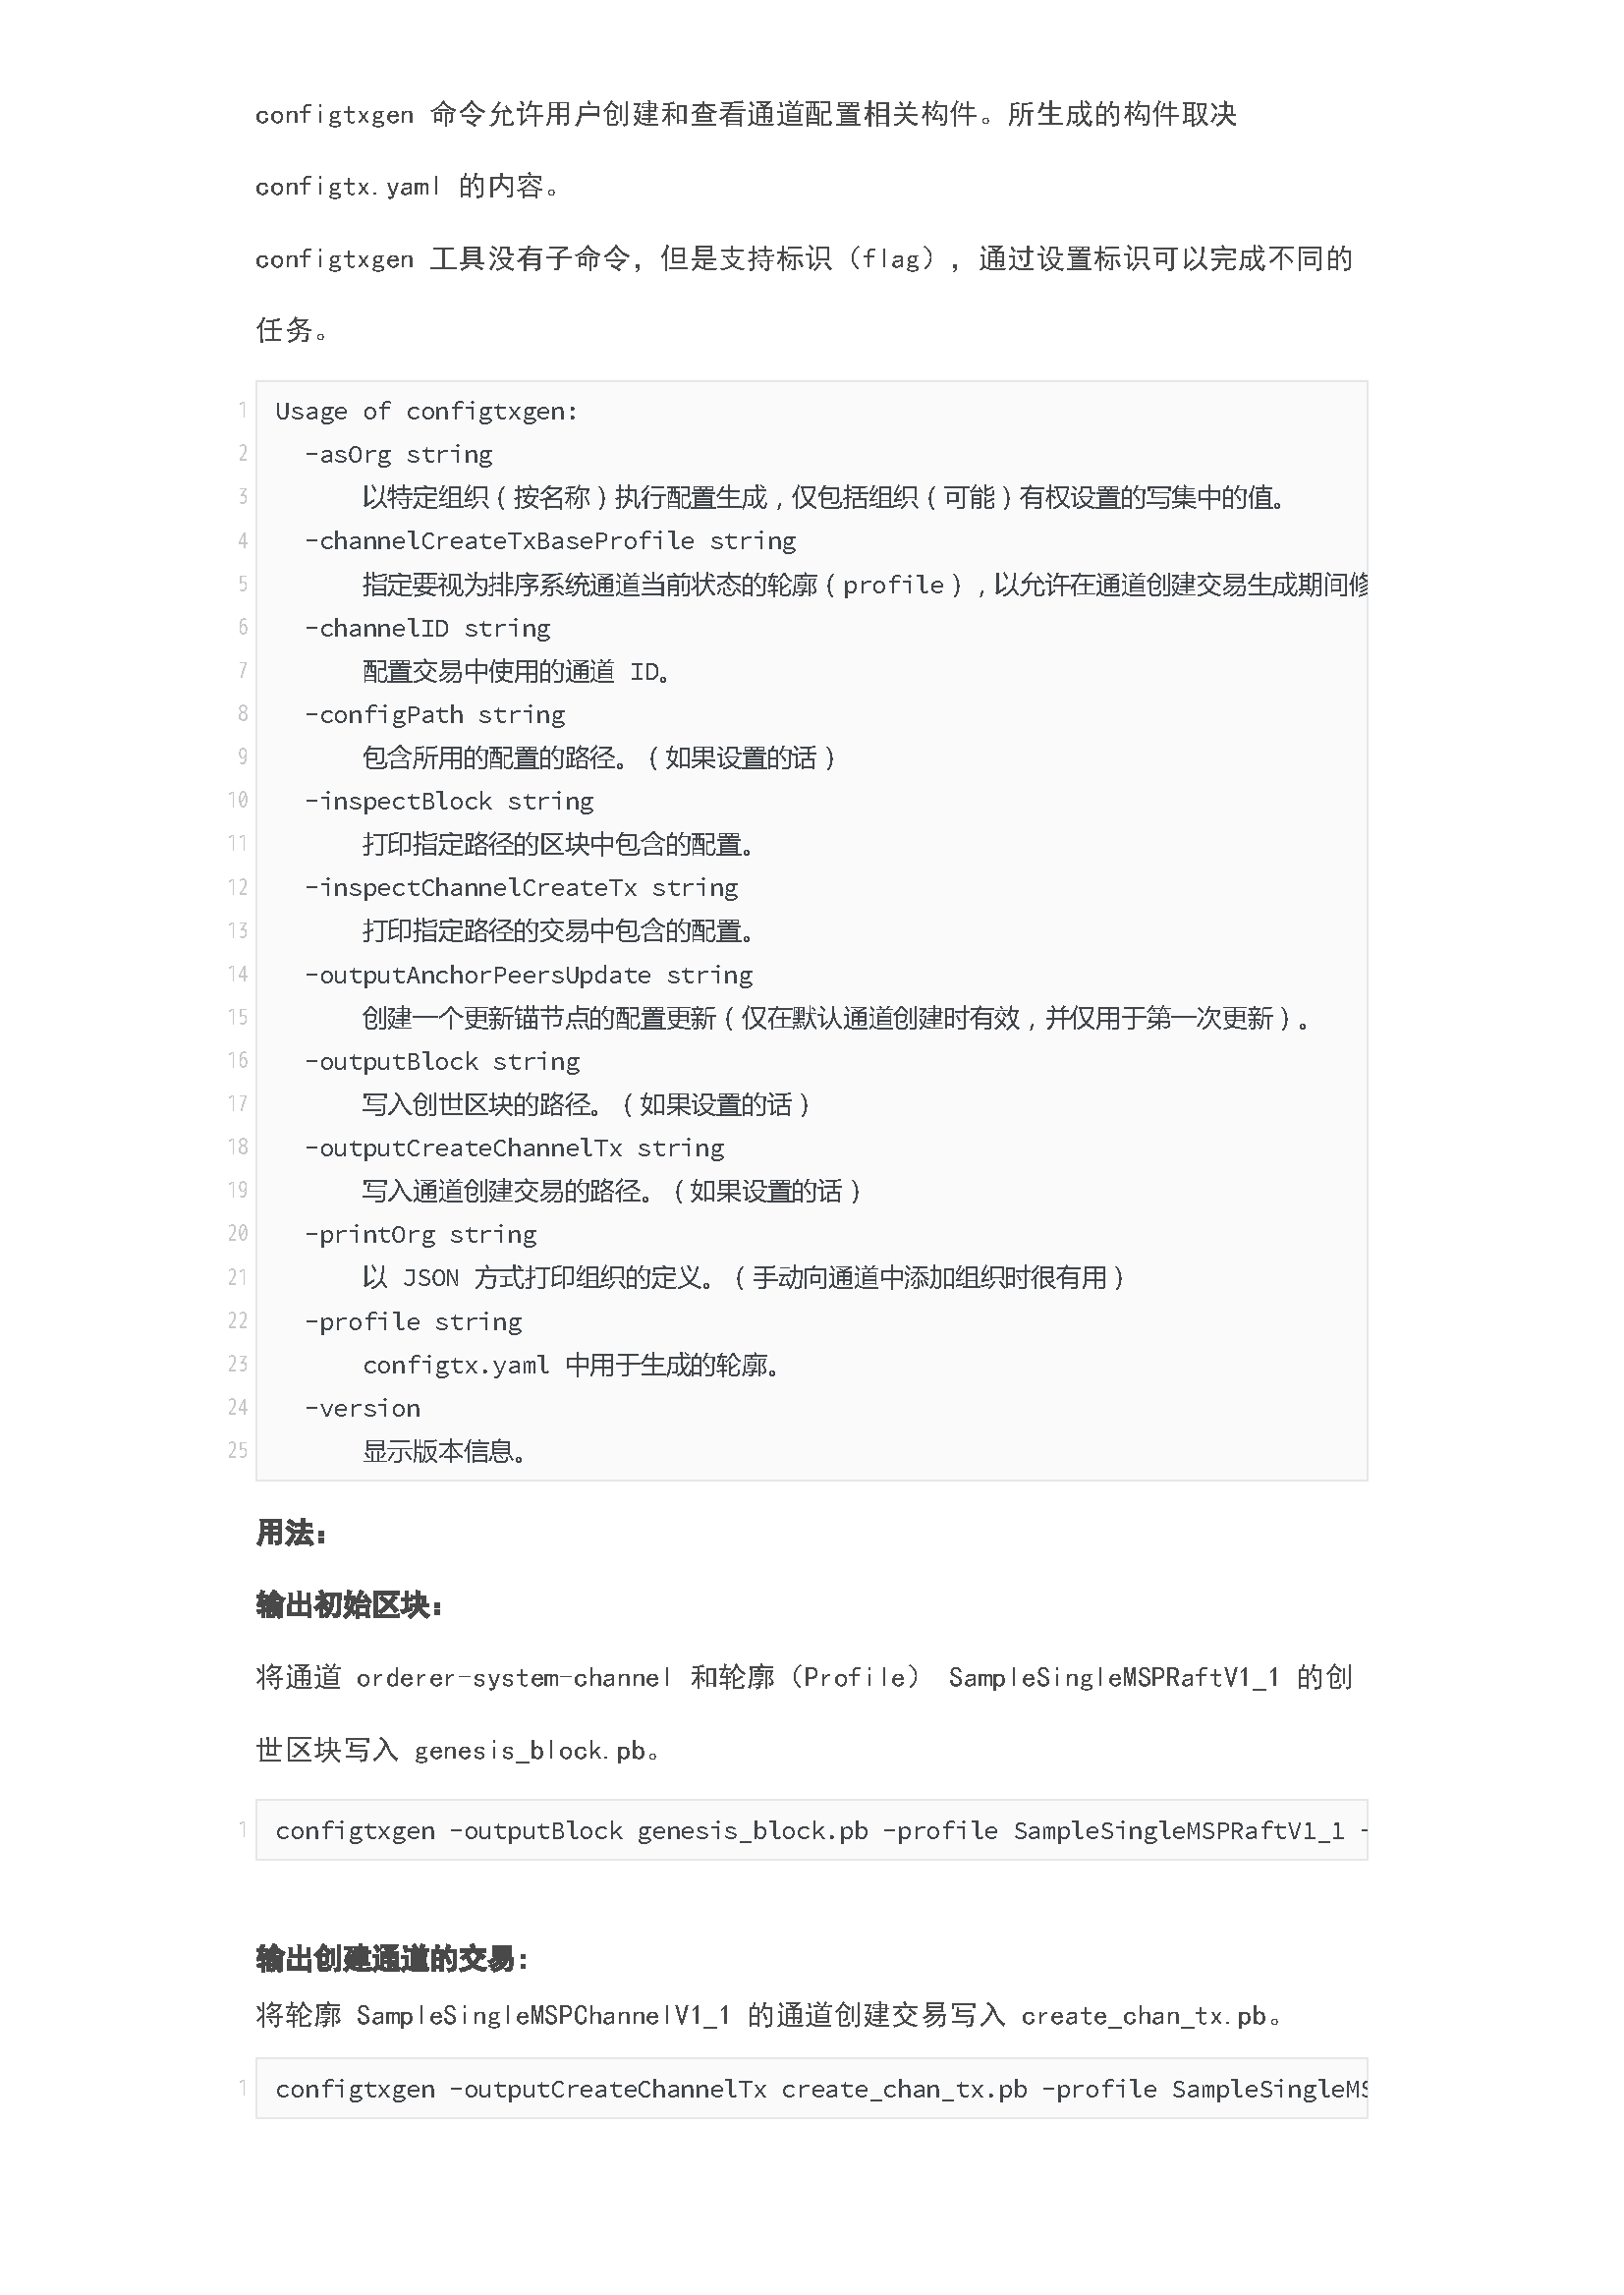 configtxgen 命令允许用户创建和查看通道配置相关构件。所生成的构件取决
configtx.yaml 的内容。
configtxgen 工具没有子命令，但是支持标识（flag），通过设置标识可以完成不同的
任务。
1 Usage of configtxgen:
2 -asOrg string
3 以特定组织(按名称)执行配置生成,仅包括组织(可能)有权设置的写集中的值。
4 -channelCreateTxBaseProfile string
5 指定要视为排序系统通道当前状态的轮廓(profile),以允许在通道创建交易生成期间修
6 -channelID string
7 配置交易中使用的通道 ID。
8 -configPath string
9 包含所用的配置的路径。(如果设置的话)
10 -inspectBlock string
11 打印指定路径的区块中包含的配置。
12 -inspectChannelCreateTx string
13 打印指定路径的交易中包含的配置。
14 -outputAnchorPeersUpdate string
15 创建一个更新锚节点的配置更新(仅在默认通道创建时有效,并仅用于第一次更新)。
16 -outputBlock string
17 写入创世区块的路径。(如果设置的话)
18 -outputCreateChannelTx string
19 写入通道创建交易的路径。(如果设置的话)
20 -printOrg string
21 以 JSON 方式打印组织的定义。(手动向通道中添加组织时很有用)
22 -profile string
23 configtx.yaml 中用于生成的轮廓。
24 -version
25 显示版本信息。
用法：
输出初始区块：
将通道 orderer-system-channel 和轮廓（Profile） SampleSingleMSPRaftV1_1 的创
世区块写入 genesis_block.pb。
1 configtxgen -outputBlock genesis_block.pb -profile SampleSingleMSPRaftV1_1 -
输出创建通道的交易：
将轮廓 SampleSingleMSPChannelV1_1 的通道创建交易写入 create_chan_tx.pb。
1 configtxgen -outputCreateChannelTx create_chan_tx.pb -profile SampleSingleMS